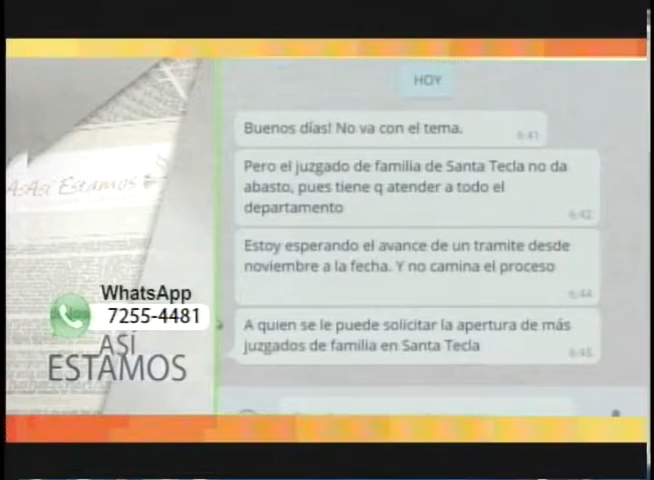 HOY
Buenos días! No va con el tema.
6:41
Pero el juzgado de familia de Santa Tecla no da
abasto, pues tiene q atender a todo el
departamento
6:42
Estoy esperando el avance de un tramite desde
noviembre a la fecha. Y no camina el proceso
6:44
A quien se le puede solicitar la apertura de más
juzgados de familia en Santa Tecla
6:45
Así Estamos
WhatsApp
7255-4481
ASÍ
ESTAMOS